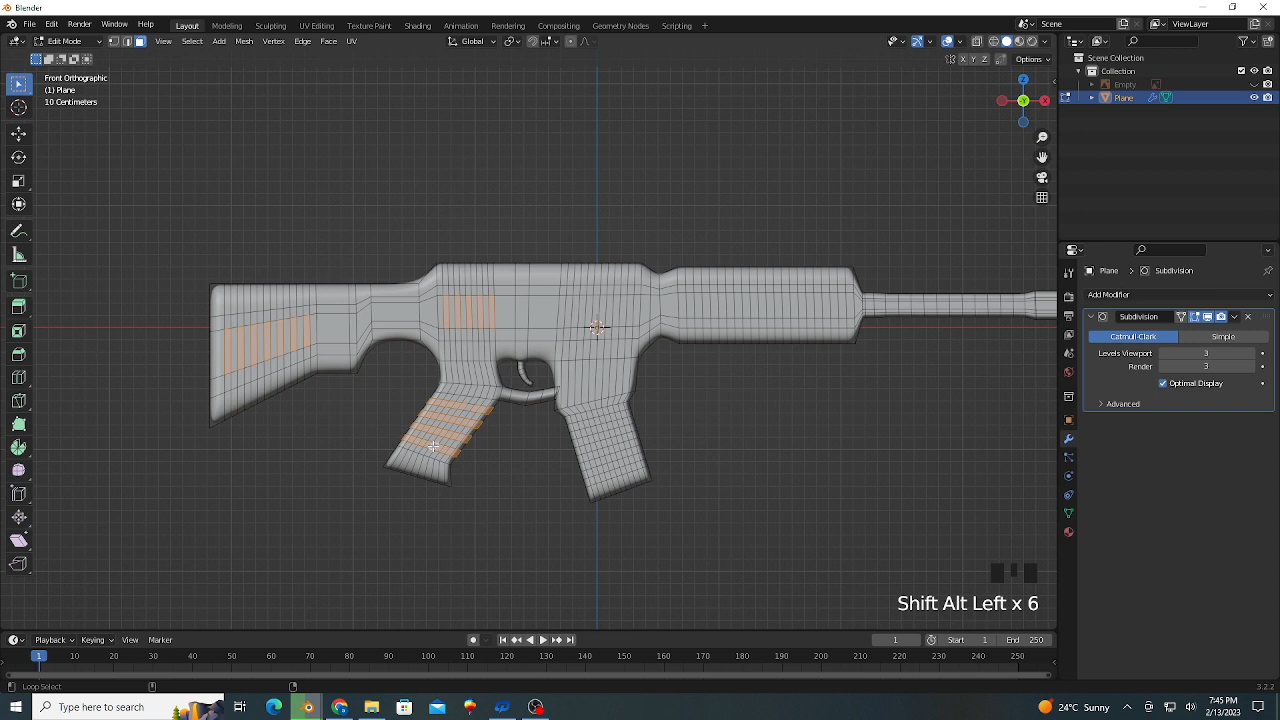 Blender
File Edit Render Window Help Layout Modeling Sculpting UV Editing Texture Paint Shading Animation Rendering Compositing Geometry Nodes Scripting + Scene ViewLayer
Edit Mode View Select Add Mesh Vertex Edge Face UV Global
X Y Z Options
Front Orthographic
(1) Plane
10 Centimeters
Z
Y X
Scene Collection
Collection
Empty
Plane
Plane Subdivision
Add Modifier
Subdivision
Catmull-Clark Simple
Levels Viewport 3
Render 3
Optimal Display
Advanced
Shift Alt Left x 6
Playback Keying View Marker 1 Start 1 End 250
1 10 20 30 40 50 60 70 80 90 100 110 120 130 140 150 160 170 180 190 200 210 220 230 240 250
Loop Select 3.2.2
Type here to search 24°C Sunny 7:45 PM
2/13/2023